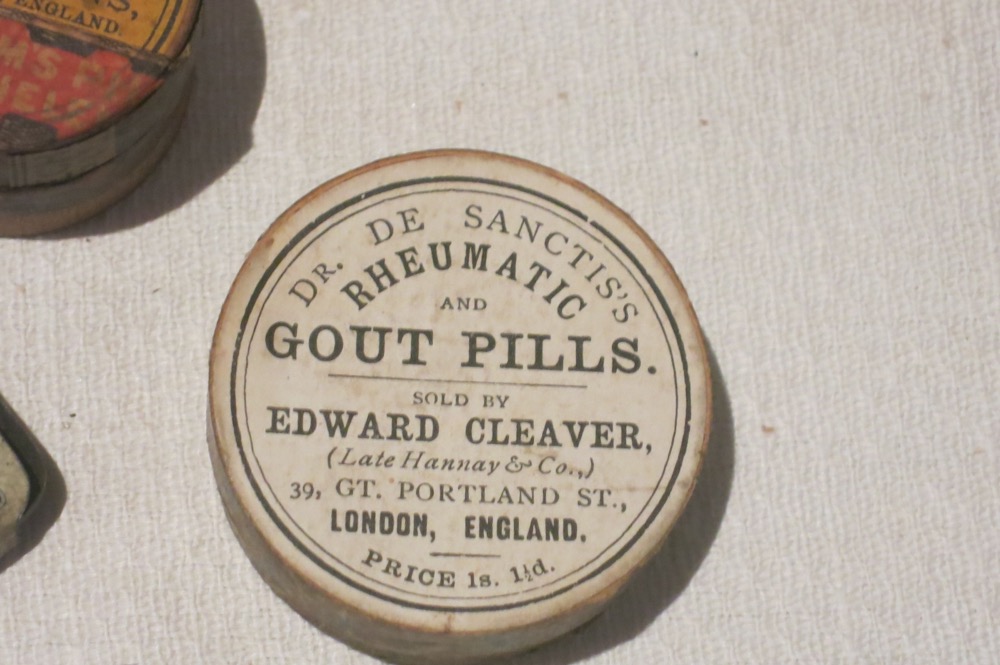 ENGLAND.
DR. DE SANCTIS'S
RHEUMATIC
AND
GOUT PILLS.
SOLD BY
EDWARD CLEAVER,
(Late Hannay & Co.,)
39, GT. PORTLAND ST.,
LONDON, ENGLAND.
PRICE 1s. 1½d.